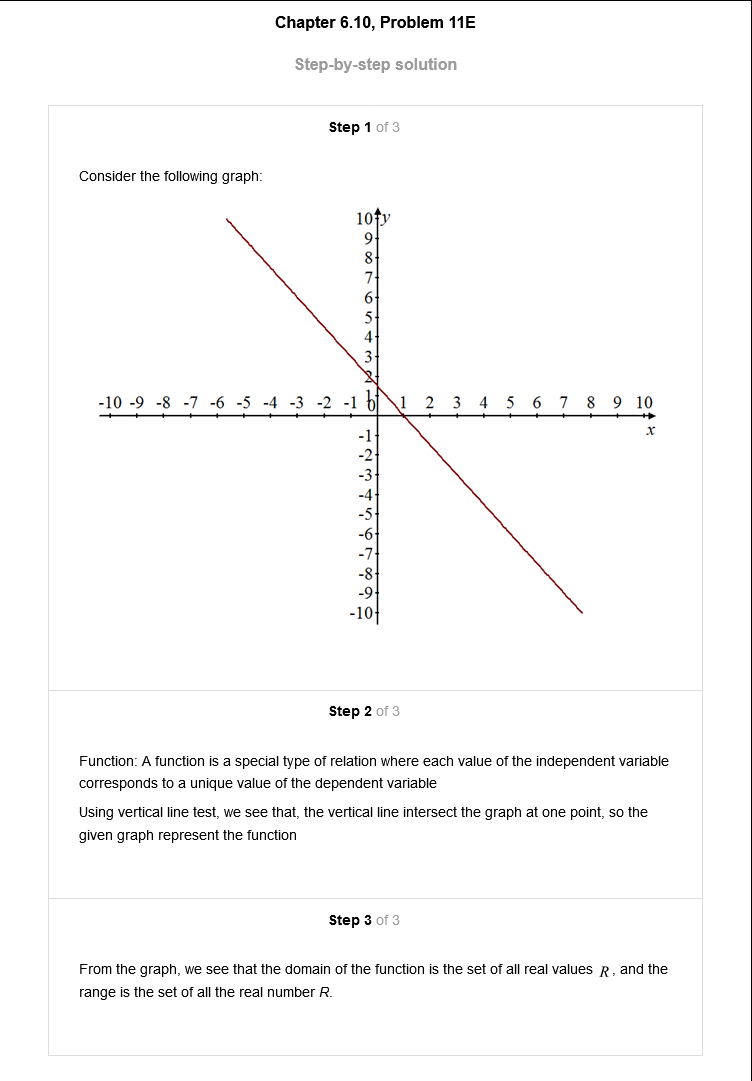 Chapter 6.10, Problem 11E
Step-by-step solution
Step 1 of 3
Consider the following graph:
10 y
9
8
7
6
5
4
3
2
1
-10 -9 -8 -7 -6 -5 -4 -3 -2 -1 0 1 2 3 4 5 6 7 8 9 10
x
-1
-2
-3
-4
-5
-6
-7
-8
-9
-10
Step 2 of 3
Function: A function is a special type of relation where each value of the independent variable
corresponds to a unique value of the dependent variable
Using vertical line test, we see that, the vertical line intersect the graph at one point, so the
given graph represent the function
Step 3 of 3
From the graph, we see that the domain of the function is the set of all real values R, and the
range is the set of all the real number R.